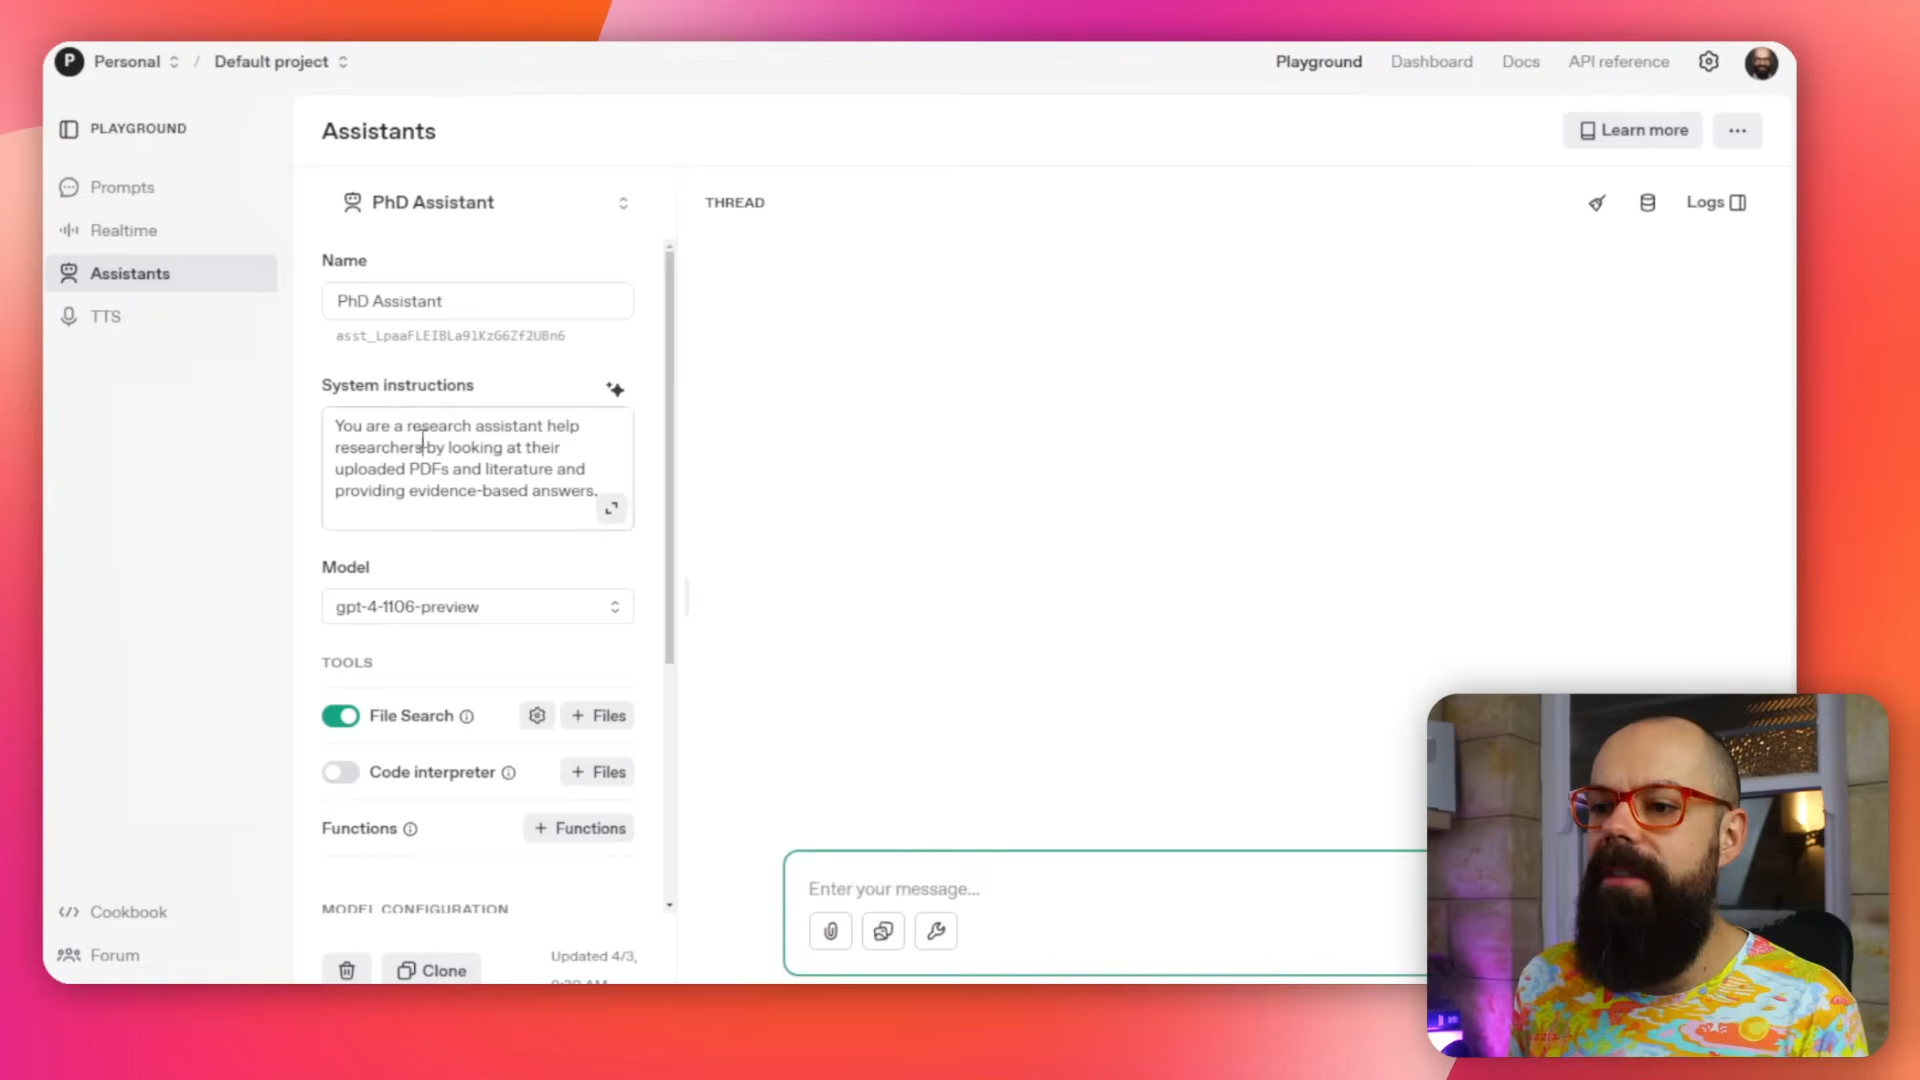 P Personal / Default project
Playground Dashboard Docs API reference
PLAYGROUND
Prompts
Realtime
Assistants
TTS
Cookbook
Forum
Assistants
Learn more
PhD Assistant
Name
PhD Assistant
asst_LpaaFLEIBLa9lKzG6Zf2UBn6
System instructions
You are a research assistant help
researchers by looking at their
uploaded PDFs and literature and
providing evidence-based answers.
Model
gpt-4-1106-preview
TOOLS
File Search + Files
Code interpreter + Files
Functions + Functions
MODEL CONFIGURATION
Clone
Updated 4/3,
THREAD
Logs
Enter your message...